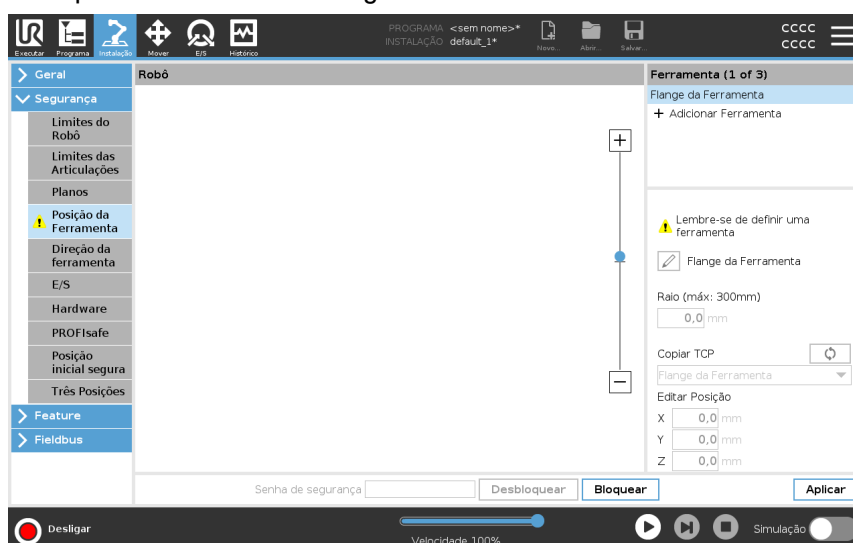 PROGRAMA <sem nome>*
INSTALAÇÃO default_1*
cccc
cccc
Executar Programa Instalação Mover E/S Histórico Novo... Abrir... Salvar...
Geral
Segurança
Limites do
Robô
Limites das
Articulações
Planos
Posição da
Ferramenta
Direção da
ferramenta
E/S
Hardware
PROFIsafe
Posição
inicial segura
Três Posições
Feature
Fieldbus
Robô
Ferramenta (1 of 3)
Flange da Ferramenta
+ Adicionar Ferramenta
Lembre-se de definir uma
ferramenta
Flange da Ferramenta
Raio (máx: 300mm)
0,0 mm
Copiar TCP
Flange da Ferramenta
Editar Posição
X 0,0 mm
Y 0,0 mm
Z 0,0 mm
Senha de segurança Desbloquear Bloquear Aplicar
Desligar
Velocidade 100%
Simulação